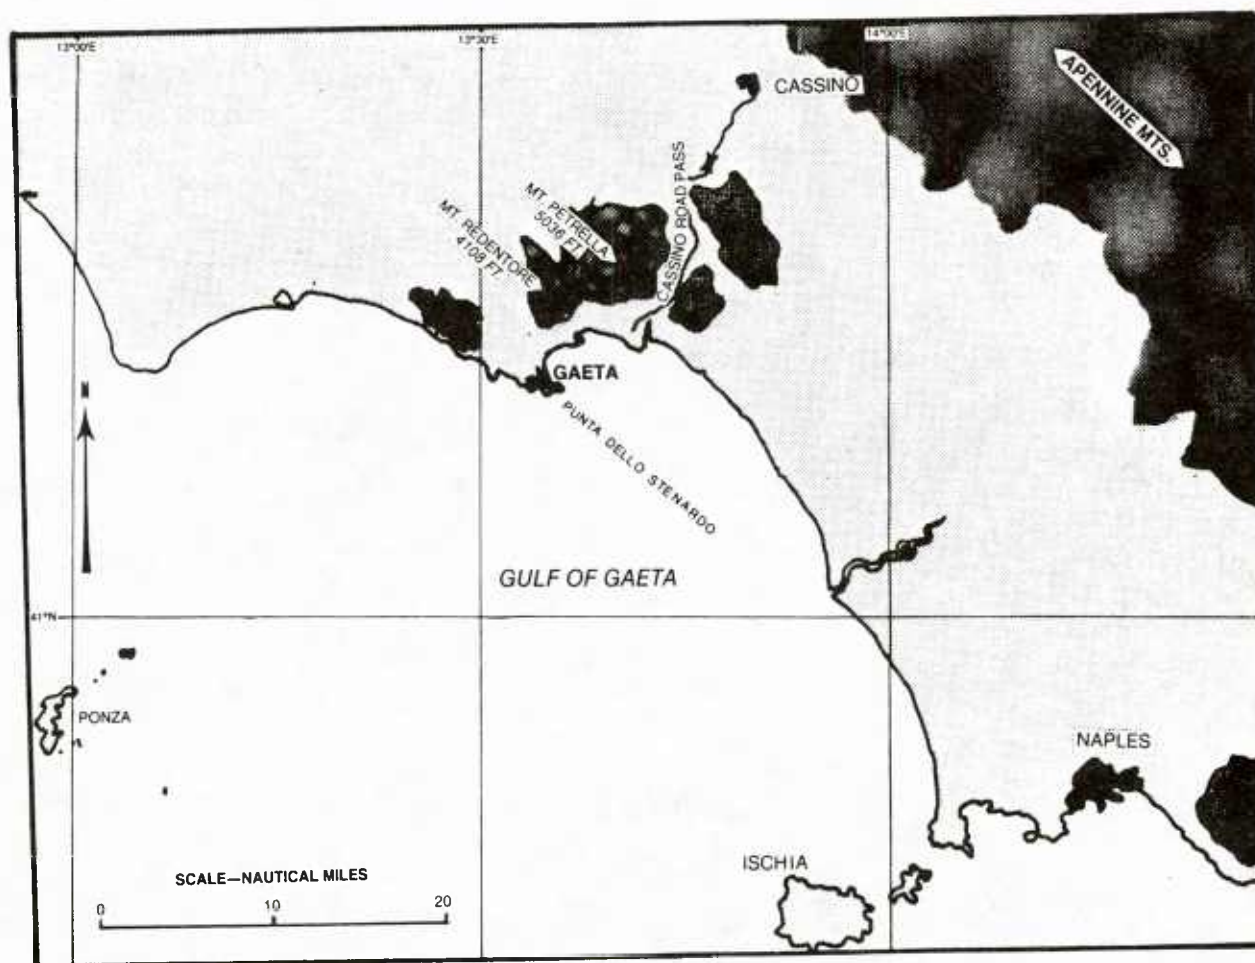 13°00'E
13°30'E
14°00'E
CASSINO
APENNINE MTS.
CASSINO ROAD PASS
MT. PETRELLA
5036 FT.
MT. REDENTORE
4108 FT.
N
GAETA
PUNTA DELLO STENARDO
GULF OF GAETA
41°N
PONZA
NAPLES
ISCHIA
SCALE—NAUTICAL MILES
0 10 20